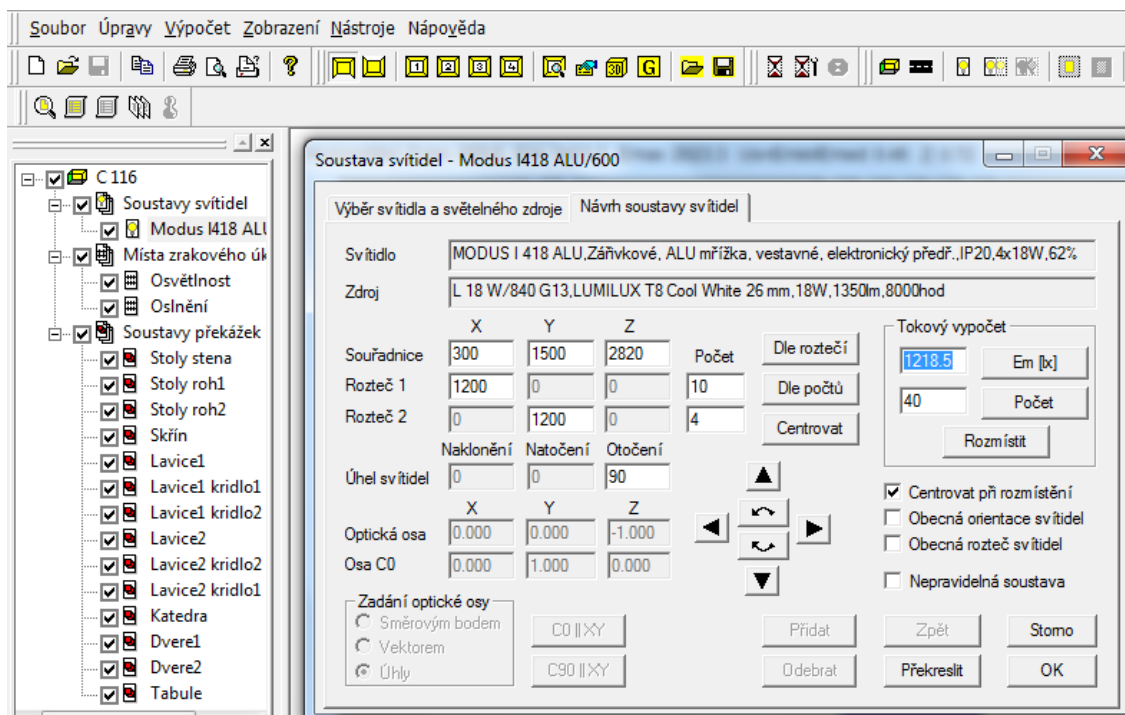 Soubor Úpravy Výpočet Zobrazení Nástroje Nápověda
1 2 3 4 3D G
C 116
Soustavy svítidel
Modus I418 ALU
Místa zrakového úk
Osvětlnost
Oslnění
Soustavy překážek
Stoly stena
Stoly roh1
Stoly roh2
Skřín
Lavice1
Lavice1 kridlo1
Lavice1 kridlo2
Lavice2
Lavice2 kridlo2
Lavice2 kridlo1
Katedra
Dvere1
Dvere2
Tabule
Soustava svítidel - Modus I418 ALU/600
Výběr svítidla a světelného zdroje Návrh soustavy svítidel
Svítidlo MODUS I 418 ALU,Zářivkové, ALU mřížka, vestavné, elektronický předř.,IP20,4x18W,62%
Zdroj L 18 W/840 G13,LUMILUX T8 Cool White 26 mm,18W,1350lm,8000hod
X Y Z
Souřadnice 300 1500 2820 Počet Dle roztečí
Rozteč 1 1200 0 0 10 Dle počtů
Rozteč 2 0 1200 0 4 Centrovat
Naklonění Natočení Otočení
Úhel svítidel 0 0 90
X Y Z
Optická osa 0.000 0.000 -1.000
Osa C0 0.000 1.000 0.000
Tokový vypočet
1218.5 Em [lx]
40 Počet
Rozmístit
Centrovat při rozmístění
Obecná orientace svítidel
Obecná rozteč svítidel
Nepravidelná soustava
Zadání optické osy
Směrovým bodem
Vektorem
Úhly
C0 || XY Přidat Zpět Storno
C90 || XY Odebrat Překreslit OK